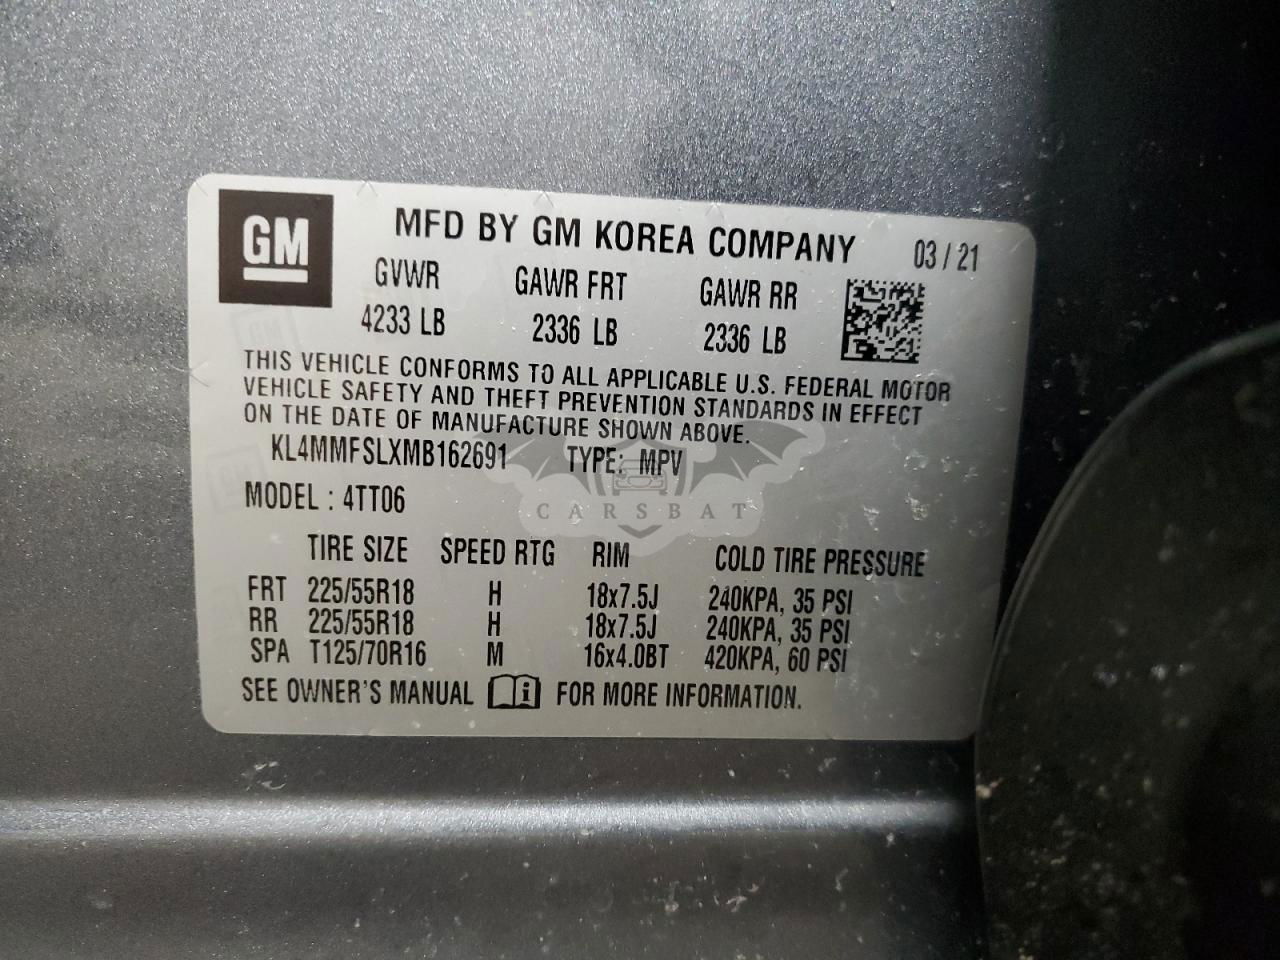 GM
MFD BY GM KOREA COMPANY 03 / 21
GVWR GAWR FRT GAWR RR
4233 LB 2336 LB 2336 LB
THIS VEHICLE CONFORMS TO ALL APPLICABLE U.S. FEDERAL MOTOR
VEHICLE SAFETY AND THEFT PREVENTION STANDARDS IN EFFECT
ON THE DATE OF MANUFACTURE SHOWN ABOVE.
KL4MMFSLXMB162691 TYPE: MPV
MODEL : 4TT06
CARSBAT
TIRE SIZE SPEED RTG RIM COLD TIRE PRESSURE
FRT 225/55R18 H 18x7.5J 240KPA, 35 PSI
RR 225/55R18 H 18x7.5J 240KPA, 35 PSI
SPA T125/70R16 M 16x4.0BT 420KPA, 60 PSI
SEE OWNER'S MANUAL i FOR MORE INFORMATION.